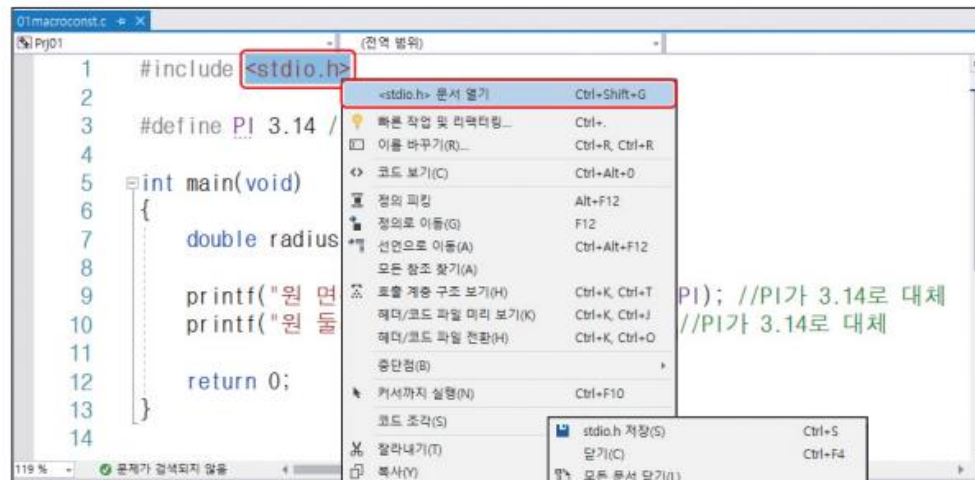 01macroconst.c
Prj01 (전역 범위)
1 #include <stdio.h>
2
3 #define PI 3.14 /
4
5 int main(void)
6 {
7 double radius
8
9 printf("원 면 PI); //PI가 3.14로 대체
10 printf("원 둘 //PI가 3.14로 대체
11
12 return 0;
13 }
14
119 % 문제가 검색되지 않음
<stdio.h> 문서 열기 Ctrl+Shift+G
빠른 작업 및 리팩터링... Ctrl+.
이름 바꾸기(R)... Ctrl+R, Ctrl+R
코드 보기(C) Ctrl+Alt+0
정의 피킹 Alt+F12
정의로 이동(G) F12
선언으로 이동(A) Ctrl+Alt+F12
모든 참조 찾기(A)
호출 계층 구조 보기(H) Ctrl+K, Ctrl+T
헤더/코드 파일 미리 보기(K) Ctrl+K, Ctrl+J
헤더/코드 파일 전환(H) Ctrl+K, Ctrl+O
중단점(B)
커서까지 실행(N) Ctrl+F10
코드 조각(S)
잘라내기(T)
복사(Y)
stdio.h 저장(S) Ctrl+S
닫기(C) Ctrl+F4
모든 문서 닫기(L)